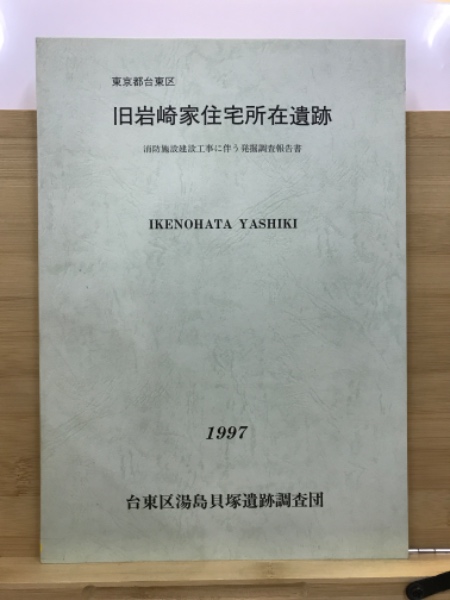 東京都台東区
旧岩崎家住宅所在遺跡
消防施設建設工事に伴う発掘調査報告書
IKENOHATA YASHIKI
1997
台東区湯島貝塚遺跡調査団